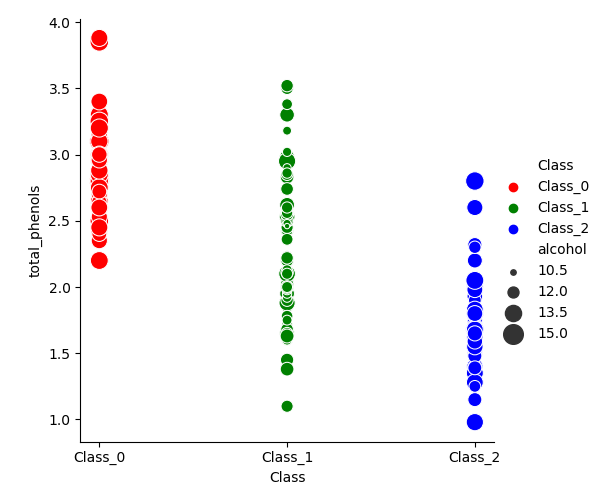 4.0
3.5
3.0
2.5
2.0
1.5
1.0
total_phenols
Class_0
Class_1
Class_2
Class
Class
Class_0
Class_1
Class_2
alcohol
10.5
12.0
13.5
15.0